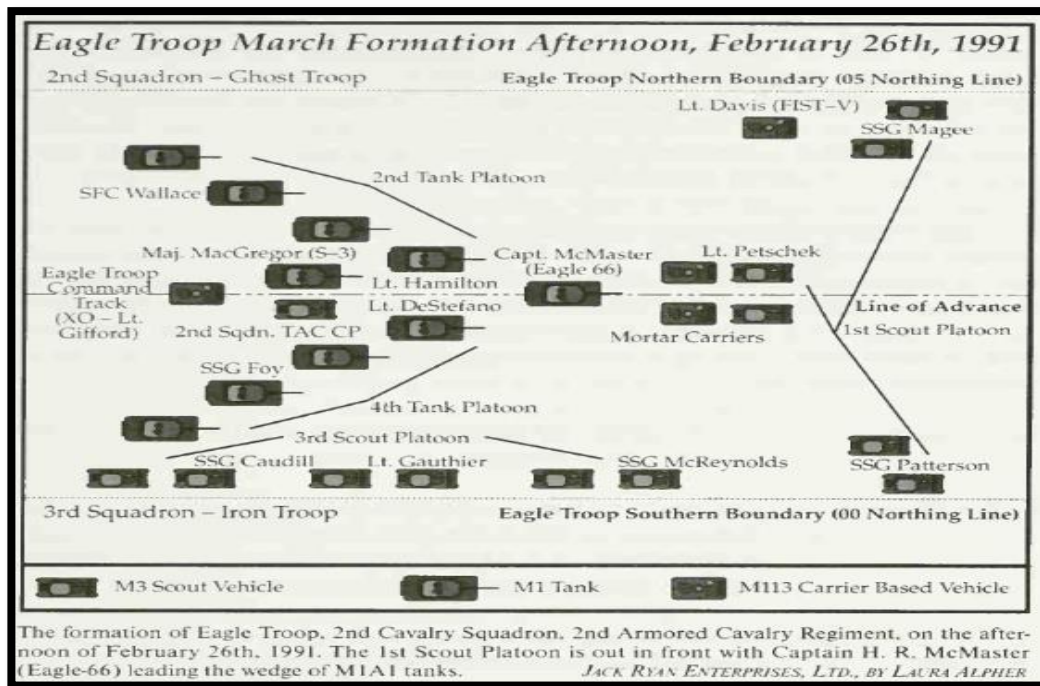 Eagle Troop March Formation Afternoon, February 26th, 1991
2nd Squadron – Ghost Troop
Eagle Troop Northern Boundary (05 Northing Line)
Lt. Davis (FIST–V)
SSG Magee
2nd Tank Platoon
SFC Wallace
Maj. MacGregor (S–3)
Capt. McMaster
(Eagle 66)
Lt. Petschek
Eagle Troop
Command
Track
(XO – Lt.
Gifford)
Lt. Hamilton
Lt. DeStefano
Line of Advance
2nd Sqdn. TAC CP
Mortar Carriers
1st Scout Platoon
SSG Foy
4th Tank Platoon
3rd Scout Platoon
SSG Caudill
Lt. Gauthier
SSG McReynolds
SSG Patterson
3rd Squadron – Iron Troop
Eagle Troop Southern Boundary (00 Northing Line)
M3 Scout Vehicle
M1 Tank
M113 Carrier Based Vehicle
The formation of Eagle Troop, 2nd Cavalry Squadron, 2nd Armored Cavalry Regiment, on the after-
noon of February 26th, 1991. The 1st Scout Platoon is out in front with Captain H. R. McMaster
(Eagle-66) leading the wedge of M1A1 tanks. JACK RYAN ENTERPRISES, LTD., BY LAURA ALPHER